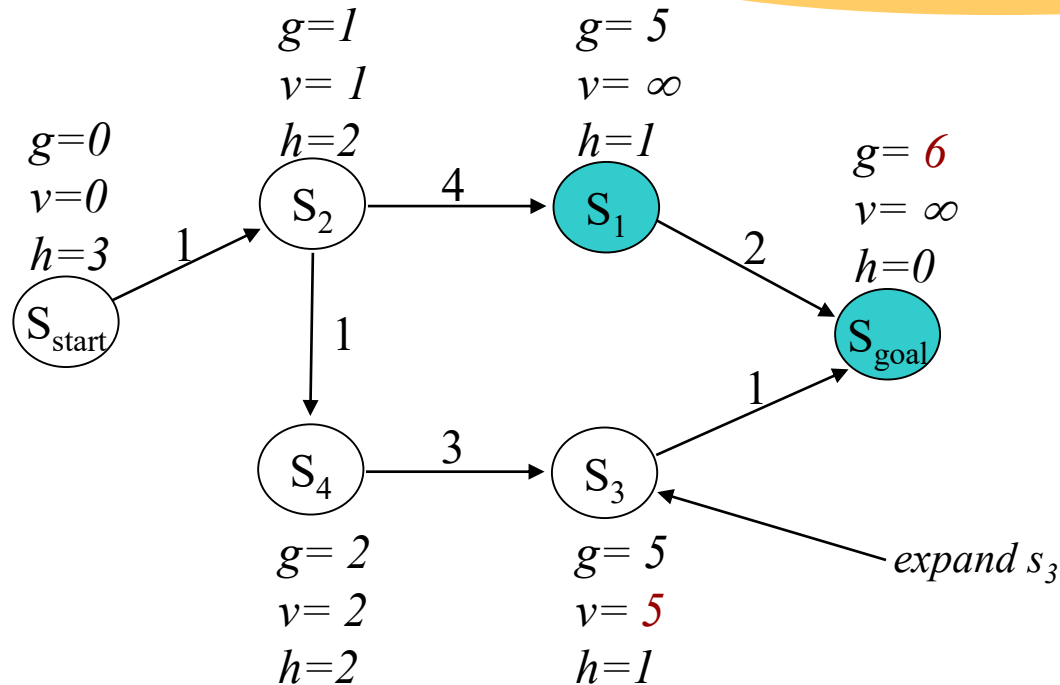 g=1
v= 1
h=2
g= 5
v= ∞
h=1
g=0
v=0
h=3
g= 6
v= ∞
h=0
S2
4
S1
1
2
Sstart
Sgoal
1
1
S4
3
S3
g= 2
v= 2
h=2
g= 5
v= 5
h=1
expand s3